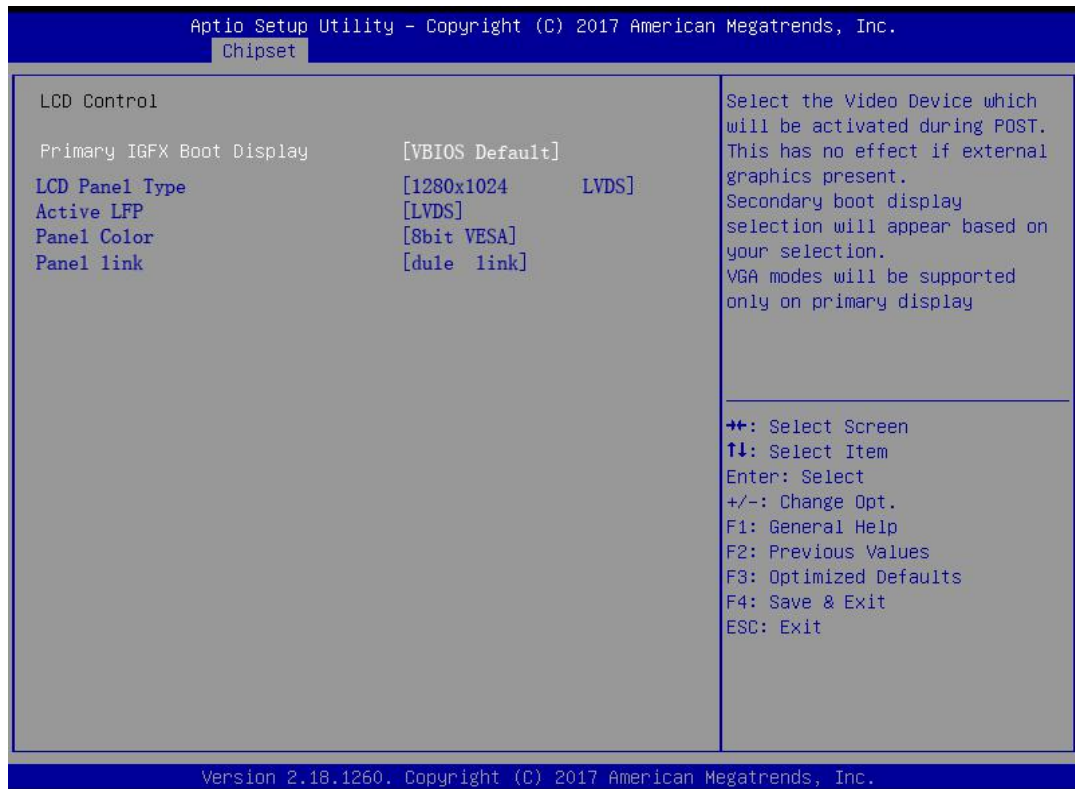 Aptio Setup Utility – Copyright (C) 2017 American Megatrends, Inc.
Chipset
LCD Control
Primary IGFX Boot Display [VBIOS Default]
LCD Panel Type [1280x1024 LVDS]
Active LFP [LVDS]
Panel Color [8bit VESA]
Panel link [dule link]
Select the Video Device which
will be activated during POST.
This has no effect if external
graphics present.
Secondary boot display
selection will appear based on
your selection.
VGA modes will be supported
only on primary display
→←: Select Screen
↑↓: Select Item
Enter: Select
+/-: Change Opt.
F1: General Help
F2: Previous Values
F3: Optimized Defaults
F4: Save & Exit
ESC: Exit
Version 2.18.1260. Copyright (C) 2017 American Megatrends, Inc.